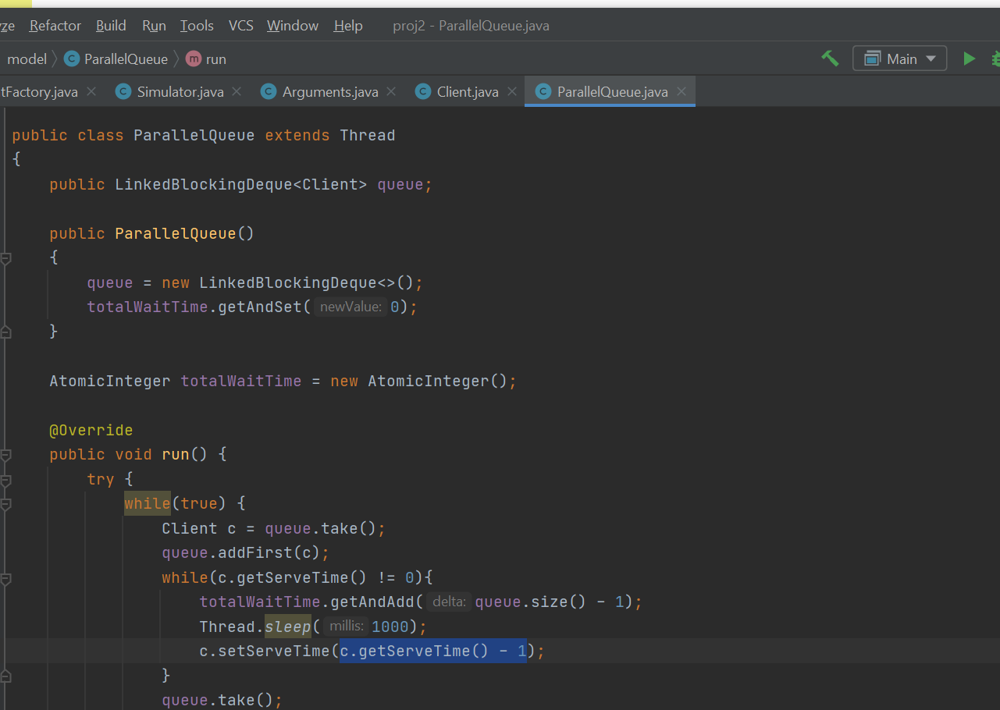 ze Refactor Build Run Tools VCS Window Help proj2 - ParallelQueue.java
model ParallelQueue run Main
tFactory.java Simulator.java Arguments.java Client.java ParallelQueue.java
public class ParallelQueue extends Thread
{
public LinkedBlockingDeque<Client> queue;
public ParallelQueue()
{
queue = new LinkedBlockingDeque<>();
totalWaitTime.getAndSet( newValue: 0);
}
AtomicInteger totalWaitTime = new AtomicInteger();
@Override
public void run() {
try {
while(true) {
Client c = queue.take();
queue.addFirst(c);
while(c.getServeTime() != 0){
totalWaitTime.getAndAdd( delta: queue.size() - 1);
Thread.sleep( millis: 1000);
c.setServeTime(c.getServeTime() - 1);
}
queue.take();